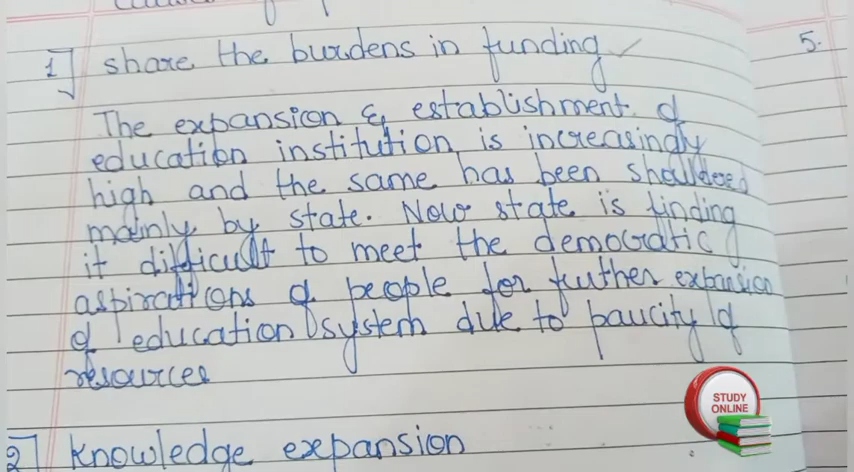 1] share the burdens in funding
5.
The expansion & establishment of
education institution is increasingly
high and the same has been shouldered
mainly by state. Now state is finding
it difficult to meet the democratic
aspirations of people for further expansion
of education system due to paucity of
resources
STUDY
ONLINE
2] knowledge expansion